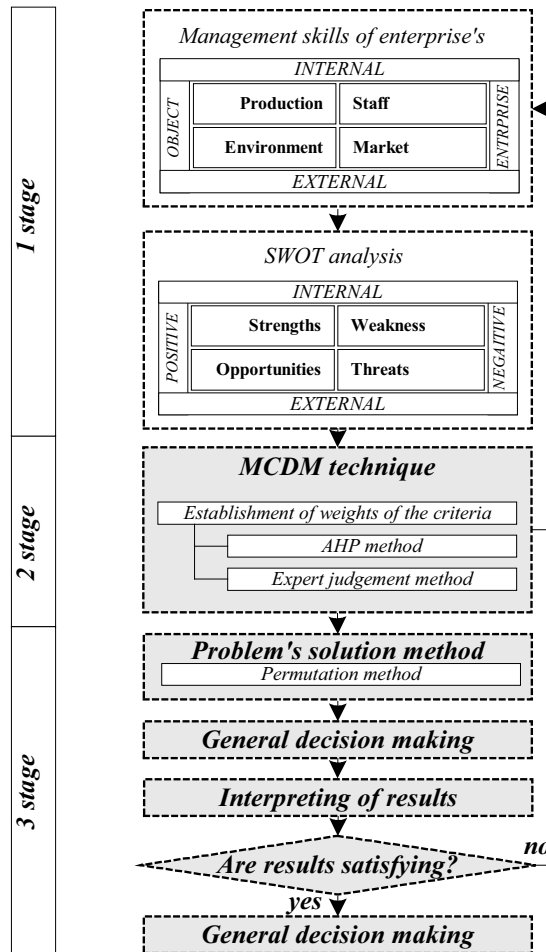 Management skills of enterprise's
INTERNAL
OBJECT
Production
Staff
ENTRPRISE
Environment
Market
EXTERNAL
1 stage
SWOT analysis
INTERNAL
POSITIVE
Strengths
Weakness
NEGAITIVE
Opportunities
Threats
EXTERNAL
2 stage
MCDM technique
Establishment of weights of the criteria
AHP method
Expert judgement method
3 stage
Problem's solution method
Permutation method
General decision making
Interpreting of results
Are results satisfying?
no
yes
General decision making